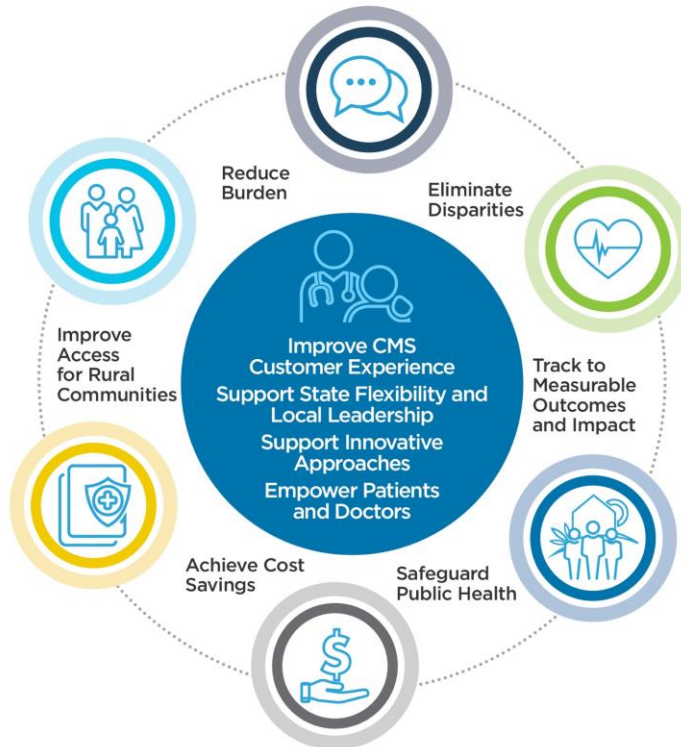 Reduce
Burden
Eliminate
Disparities
Improve
Access
for Rural
Communities
Improve CMS
Customer Experience
Support State Flexibility and
Local Leadership
Support Innovative
Approaches
Empower Patients
and Doctors
Track to
Measurable
Outcomes
and Impact
Achieve Cost
Savings
Safeguard
Public Health
$